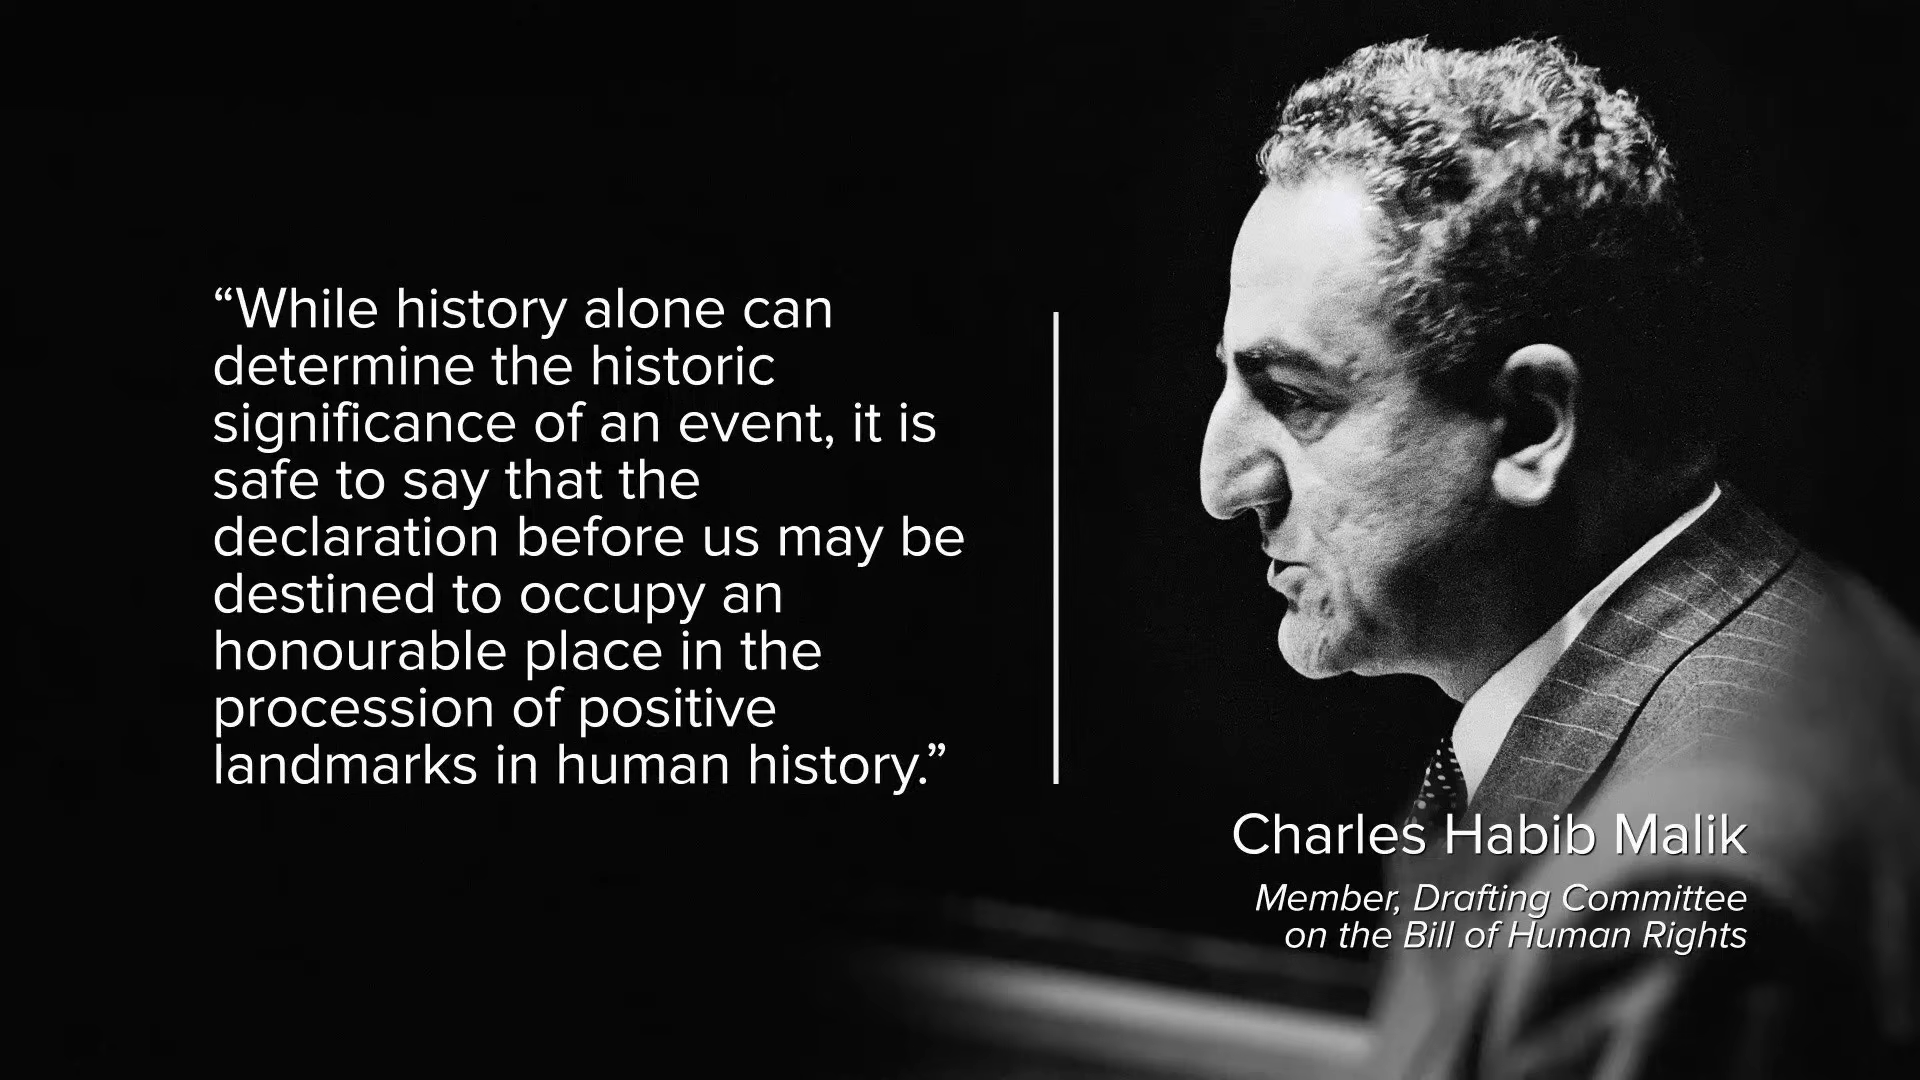 “While history alone can
determine the historic
significance of an event, it is
safe to say that the
declaration before us may be
destined to occupy an
honourable place in the
procession of positive
landmarks in human history.”
Charles Habib Malik
Member, Drafting Committee
on the Bill of Human Rights